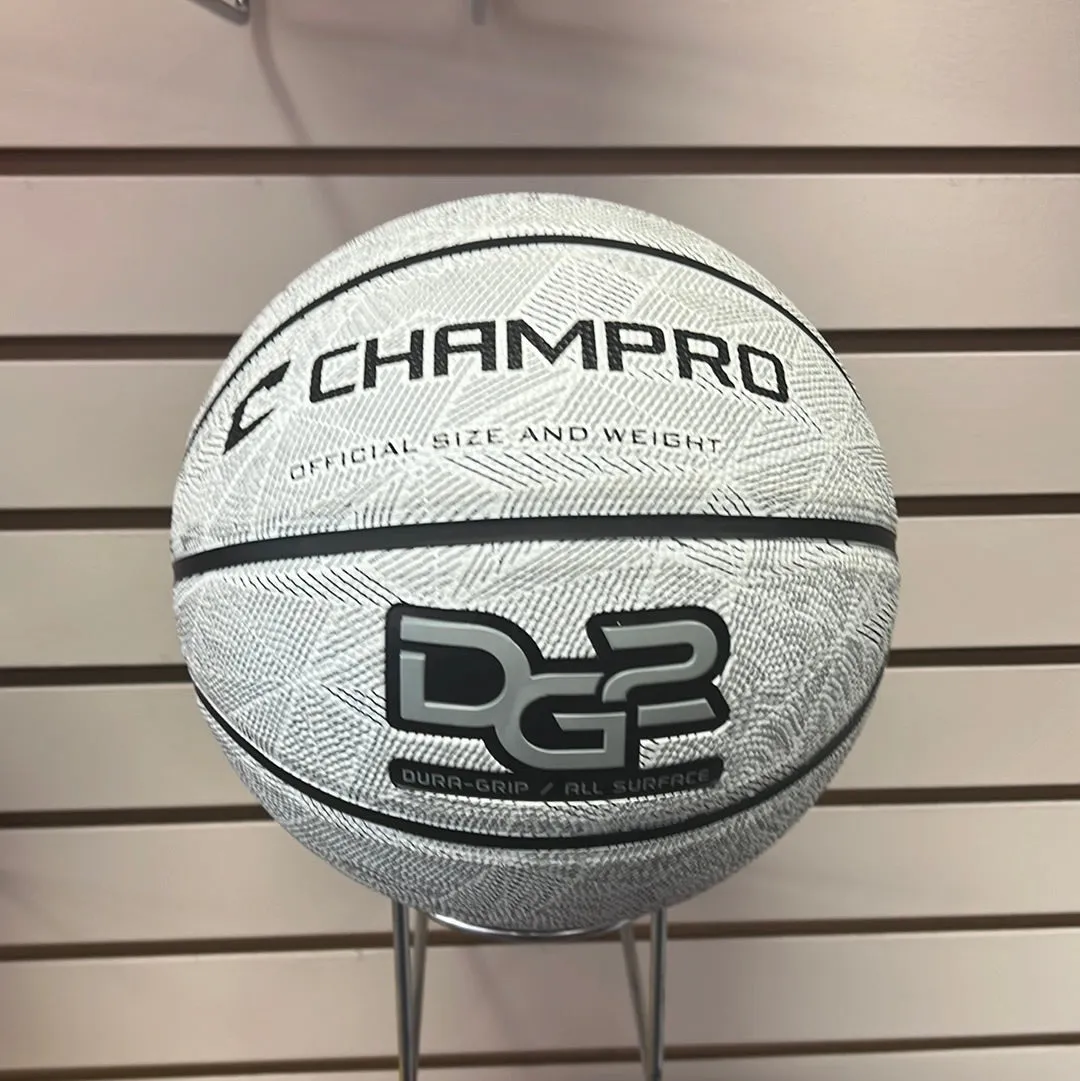 CHAMPRO
OFFICIAL SIZE AND WEIGHT
DG2
DURA-GRIP / ALL SURFACE